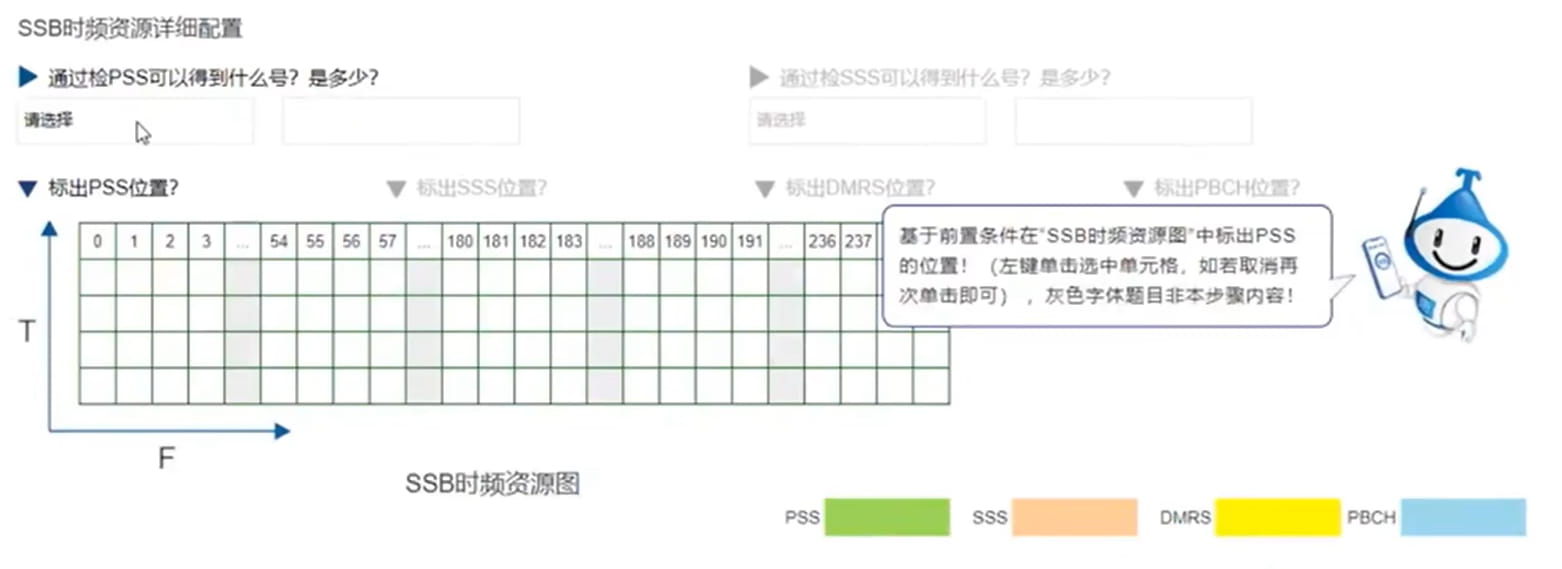 SSB时频资源详细配置
通过检PSS可以得到什么号？是多少？
通过检SSS可以得到什么号？是多少？
请选择
请选择
标出PSS位置？
标出SSS位置？
标出DMRS位置？
标出PBCH位置？
0 1 2 3 ... 54 55 56 57 ... 180 181 182 183 ... 188 189 190 191 ... 236 237
基于前置条件在“SSB时频资源图”中标出PSS
的位置！（左键单击选中单元格，如若取消再
次单击即可），灰色字体题目非本步骤内容！
T
F
SSB时频资源图
PSS
SSS
DMRS
PBCH